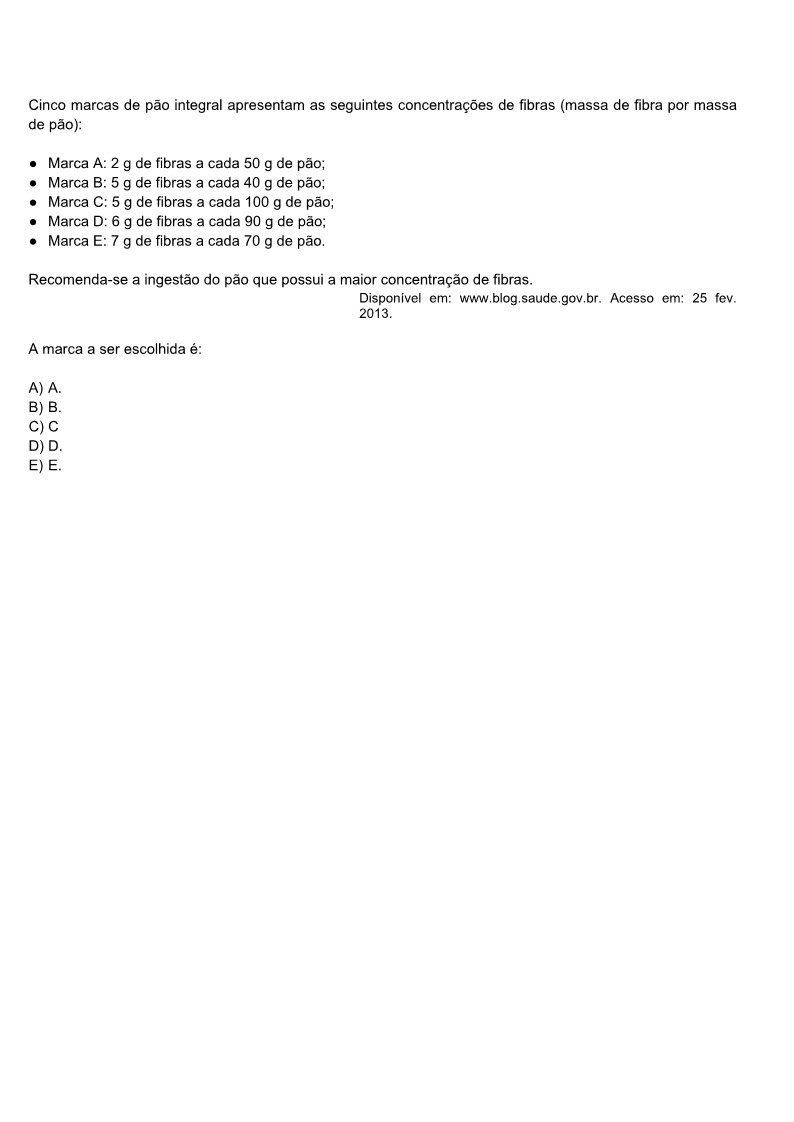 Cinco marcas de pão integral apresentam as seguintes concentrações de fibras (massa de fibra por massa
de pão):
● Marca A: 2 g de fibras a cada 50 g de pão;
● Marca B: 5 g de fibras a cada 40 g de pão;
● Marca C: 5 g de fibras a cada 100 g de pão;
● Marca D: 6 g de fibras a cada 90 g de pão;
● Marca E: 7 g de fibras a cada 70 g de pão.
Recomenda-se a ingestão do pão que possui a maior concentração de fibras.
Disponível em: www.blog.saude.gov.br. Acesso em: 25 fev.
2013.
A marca a ser escolhida é:
A) A.
B) B.
C) C
D) D.
E) E.